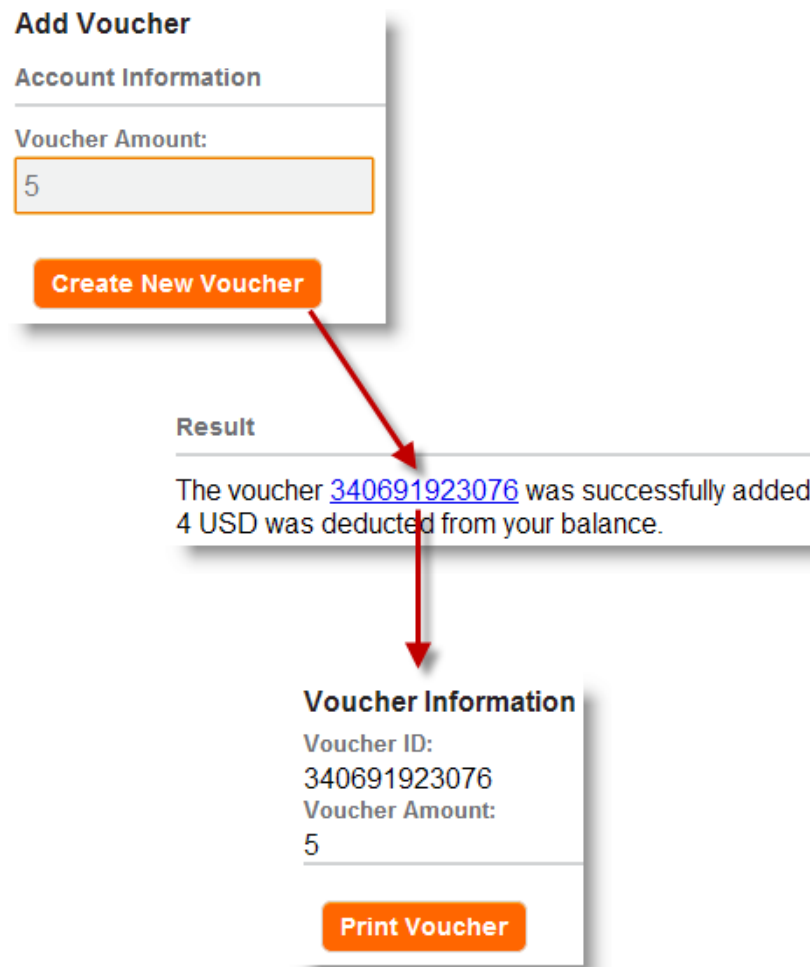 Add Voucher
Account Information
Voucher Amount:
5
Create New Voucher
Result
The voucher 340691923076 was successfully added
4 USD was deducted from your balance.
Voucher Information
Voucher ID:
340691923076
Voucher Amount:
5
Print Voucher